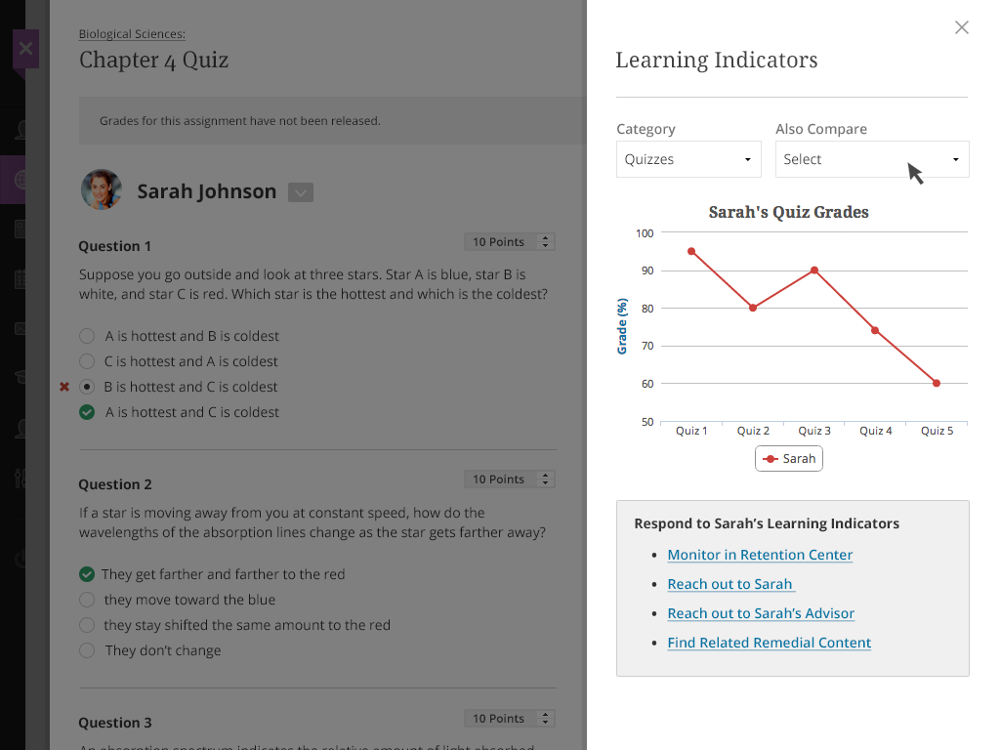 Biological Sciences:
Chapter 4 Quiz
Grades for this assignment have not been released.
Sarah Johnson
Question 1
10 Points
Suppose you go outside and look at three stars. Star A is blue, star B is
white, and star C is red. Which star is the hottest and which is the coldest?
A is hottest and B is coldest
C is hottest and A is coldest
B is hottest and C is coldest
A is hottest and C is coldest
Question 2
10 Points
If a star is moving away from you at constant speed, how do the
wavelengths of the absorption lines change as the star gets farther away?
They get farther and farther to the red
they move toward the blue
they stay shifted the same amount to the red
They don’t change
Question 3
10 Points
An absorption spectrum indicates the relative amount of light absorbed
Learning Indicators
Category
Also Compare
Quizzes
Select
Sarah's Quiz Grades
Grade (%)
100
90
80
70
60
50
Quiz 1
Quiz 2
Quiz 3
Quiz 4
Quiz 5
Sarah
Respond to Sarah’s Learning Indicators
Monitor in Retention Center
Reach out to Sarah
Reach out to Sarah’s Advisor
Find Related Remedial Content